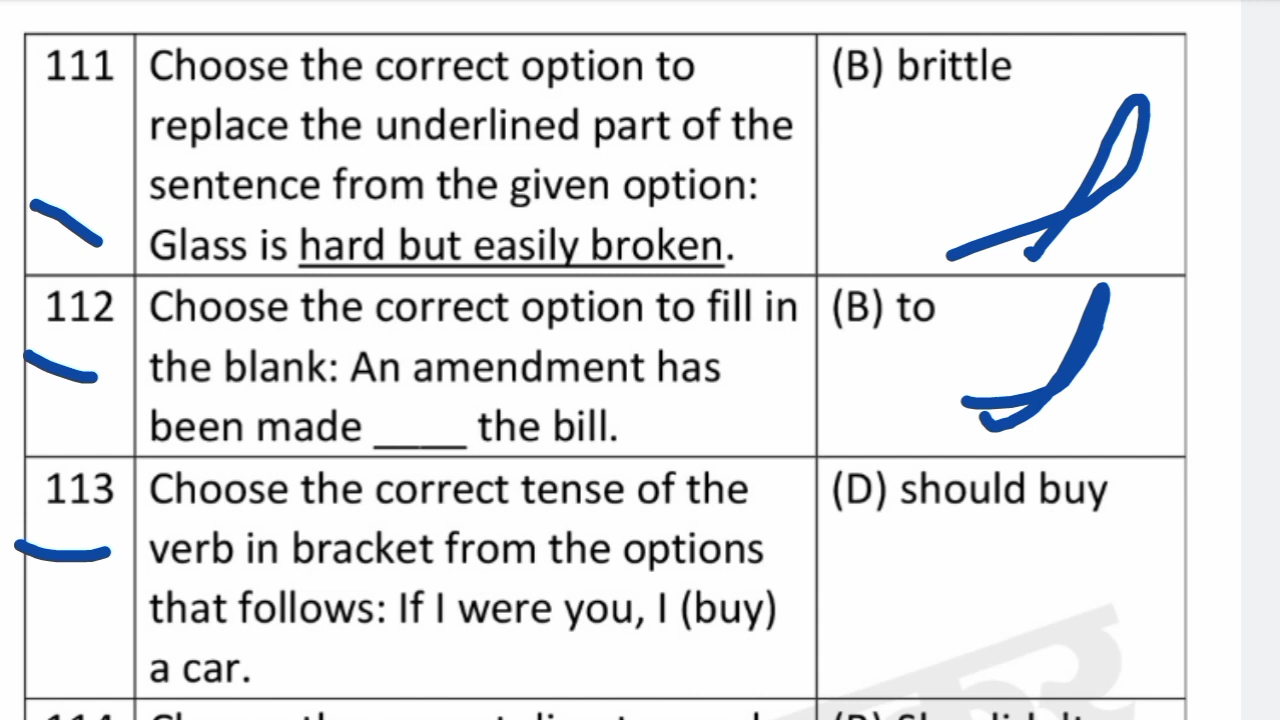 111 Choose the correct option to (B) brittle
replace the underlined part of the
sentence from the given option:
Glass is hard but easily broken.
112 Choose the correct option to fill in (B) to
the blank: An amendment has
been made ____ the bill.
113 Choose the correct tense of the (D) should buy
verb in bracket from the options
that follows: If I were you, I (buy)
a car.